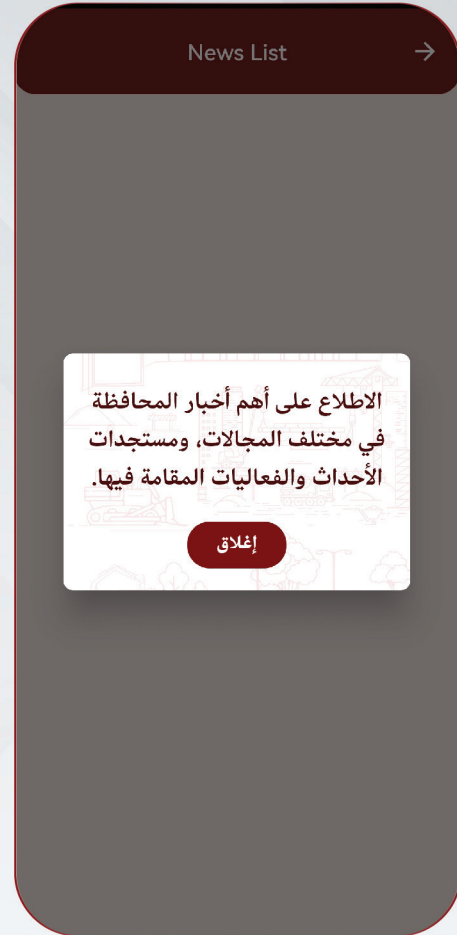 News List
الاطلاع على أهم أخبار المحافظة
في مختلف المجالات، ومستجدات
الأحداث والفعاليات المقامة فيها.
إغلاق